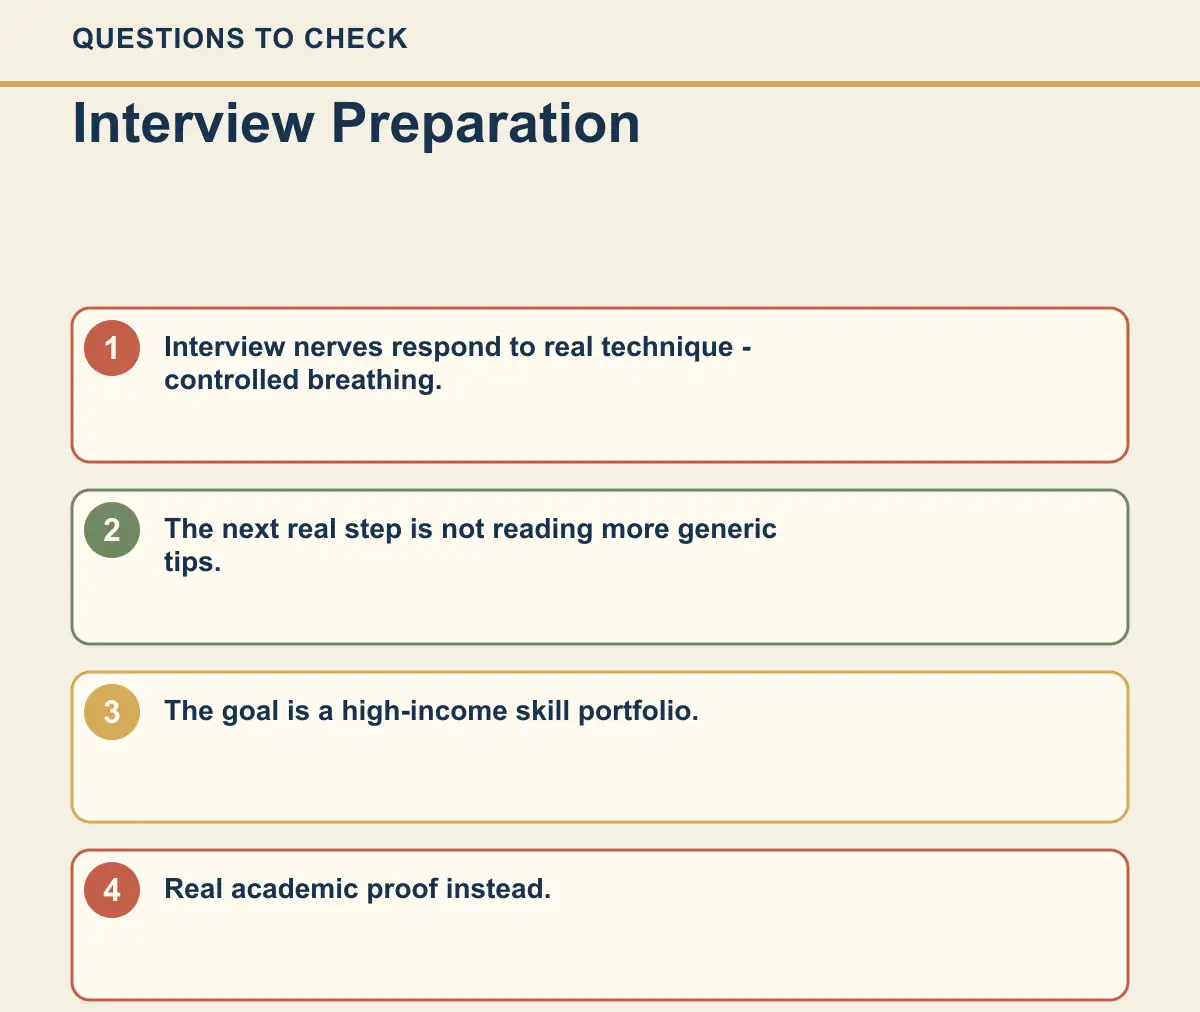 QUESTIONS TO CHECK
Interview Preparation
1
Interview nerves respond to real technique -
controlled breathing.
2
The next real step is not reading more generic
tips.
3
The goal is a high-income skill portfolio.
4
Real academic proof instead.